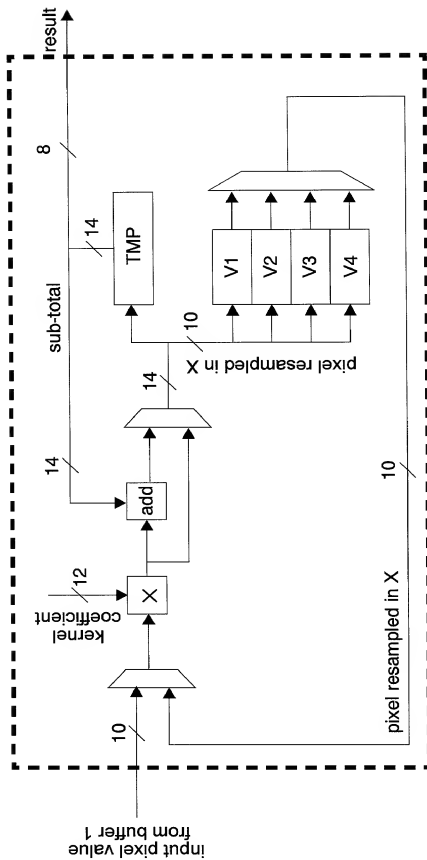 input pixel value
from buffer 1
10
kernel
coefficient
12
X
add
14
sub-total
14
TMP
14
8
result
10
pixel resampled in X
V1
V2
V3
V4
10
pixel resampled in X